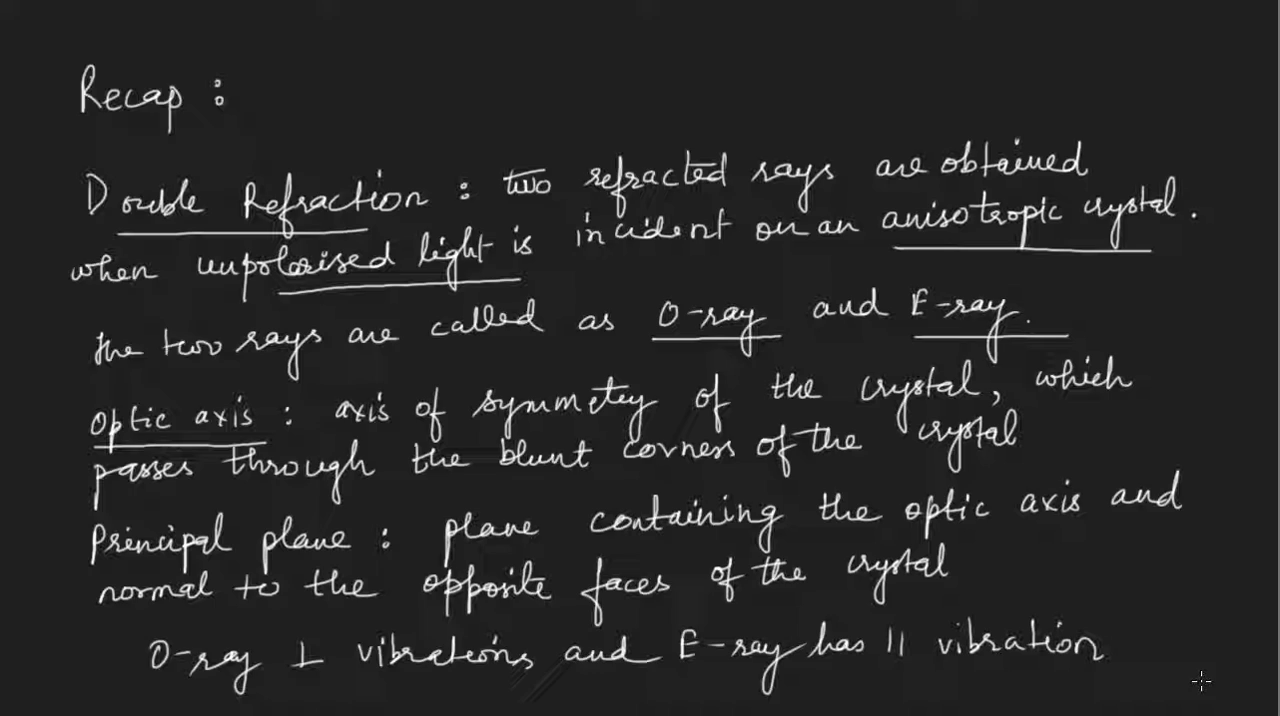 Recap :
Double Refraction : two refracted rays are obtained
when unpolarised light is incident on an anisotropic crystal.
the two rays are called as O-ray and E-ray.
Optic axis : axis of symmetry of the crystal, which
passes through the blunt corners of the crystal
Principal plane : plane containing the optic axis and
normal to the opposite faces of the crystal
O-ray ⊥ vibrations and E-ray has || vibration